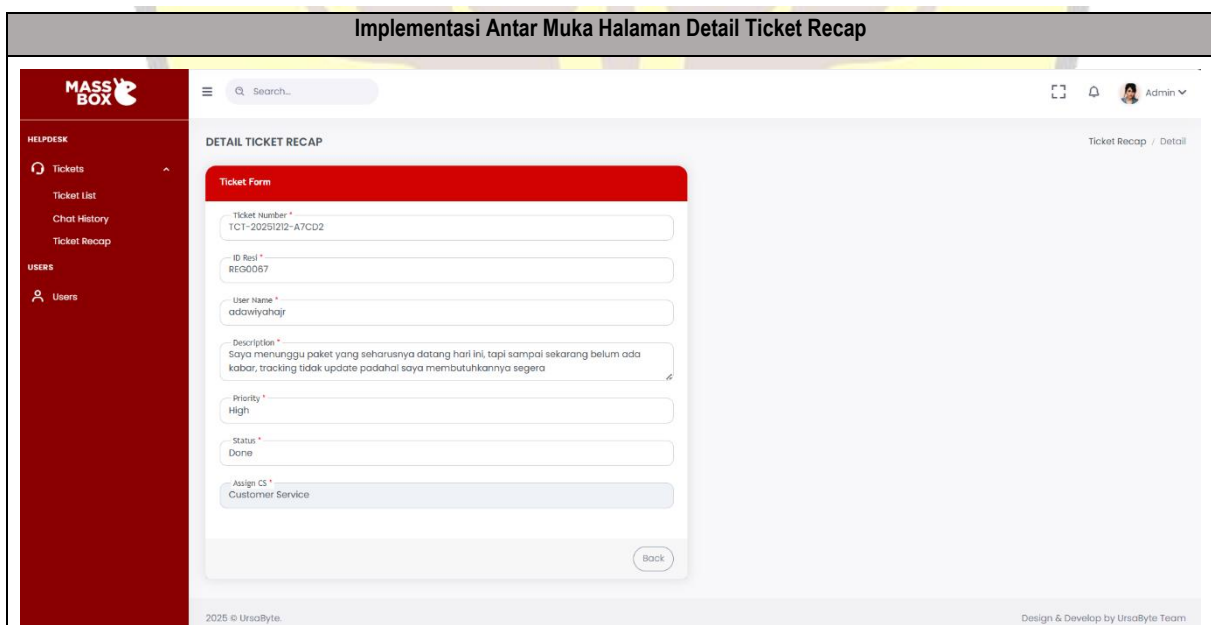 Implementasi Antar Muka Halaman Detail Ticket Recap
MASS
BOX
Search...
Admin
HELPDESK
DETAIL TICKET RECAP
Ticket Recap / Detail
Tickets
Ticket List
Chat History
Ticket Recap
USERS
Users
Ticket Form
Ticket Number *
TCT-20251212-A7CD2
ID Resi *
REG0067
User Name *
adawiyahajr
Description *
Saya menunggu paket yang seharusnya datang hari ini, tapi sampai sekarang belum ada
kabar, tracking tidak update padahal saya membutuhkannya segera
Priority *
High
Status *
Done
Assign CS *
Customer Service
Back
2025 © UrsaByte.
Design & Develop by UrsaByte Team